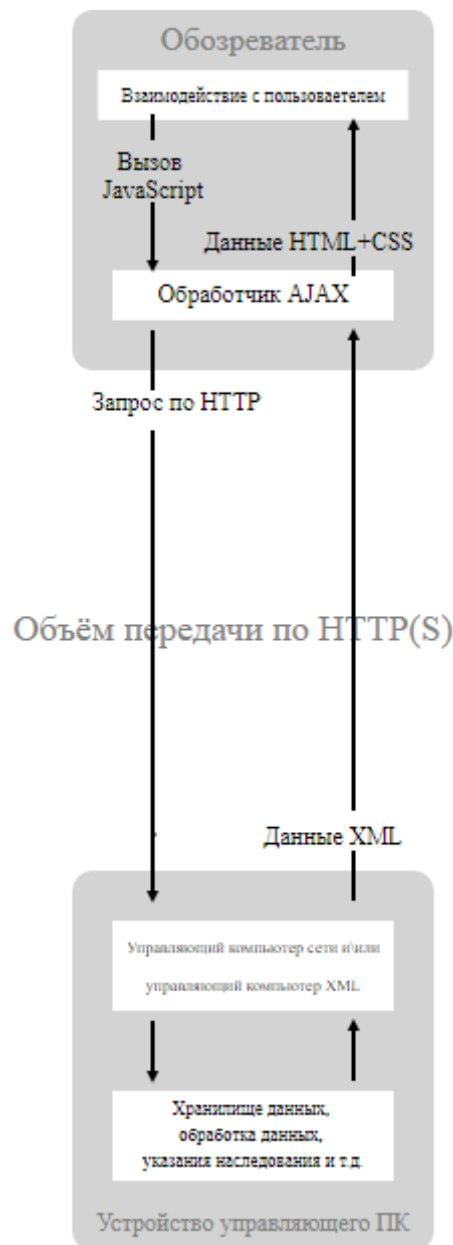 Обозреватель
Взаимодействие с пользоваетелем
Вызов
JavaScript
Данные HTML+CSS
Обработчик AJAX
Запрос по HTTP
Объём передачи по HTTP(S)
Данные XML
Управляющий компьютер сети и\или
управляющий компьютер XML
Хранилище данных,
обработка данных,
указания наследования и т.д.
Устройство управляющего ПК